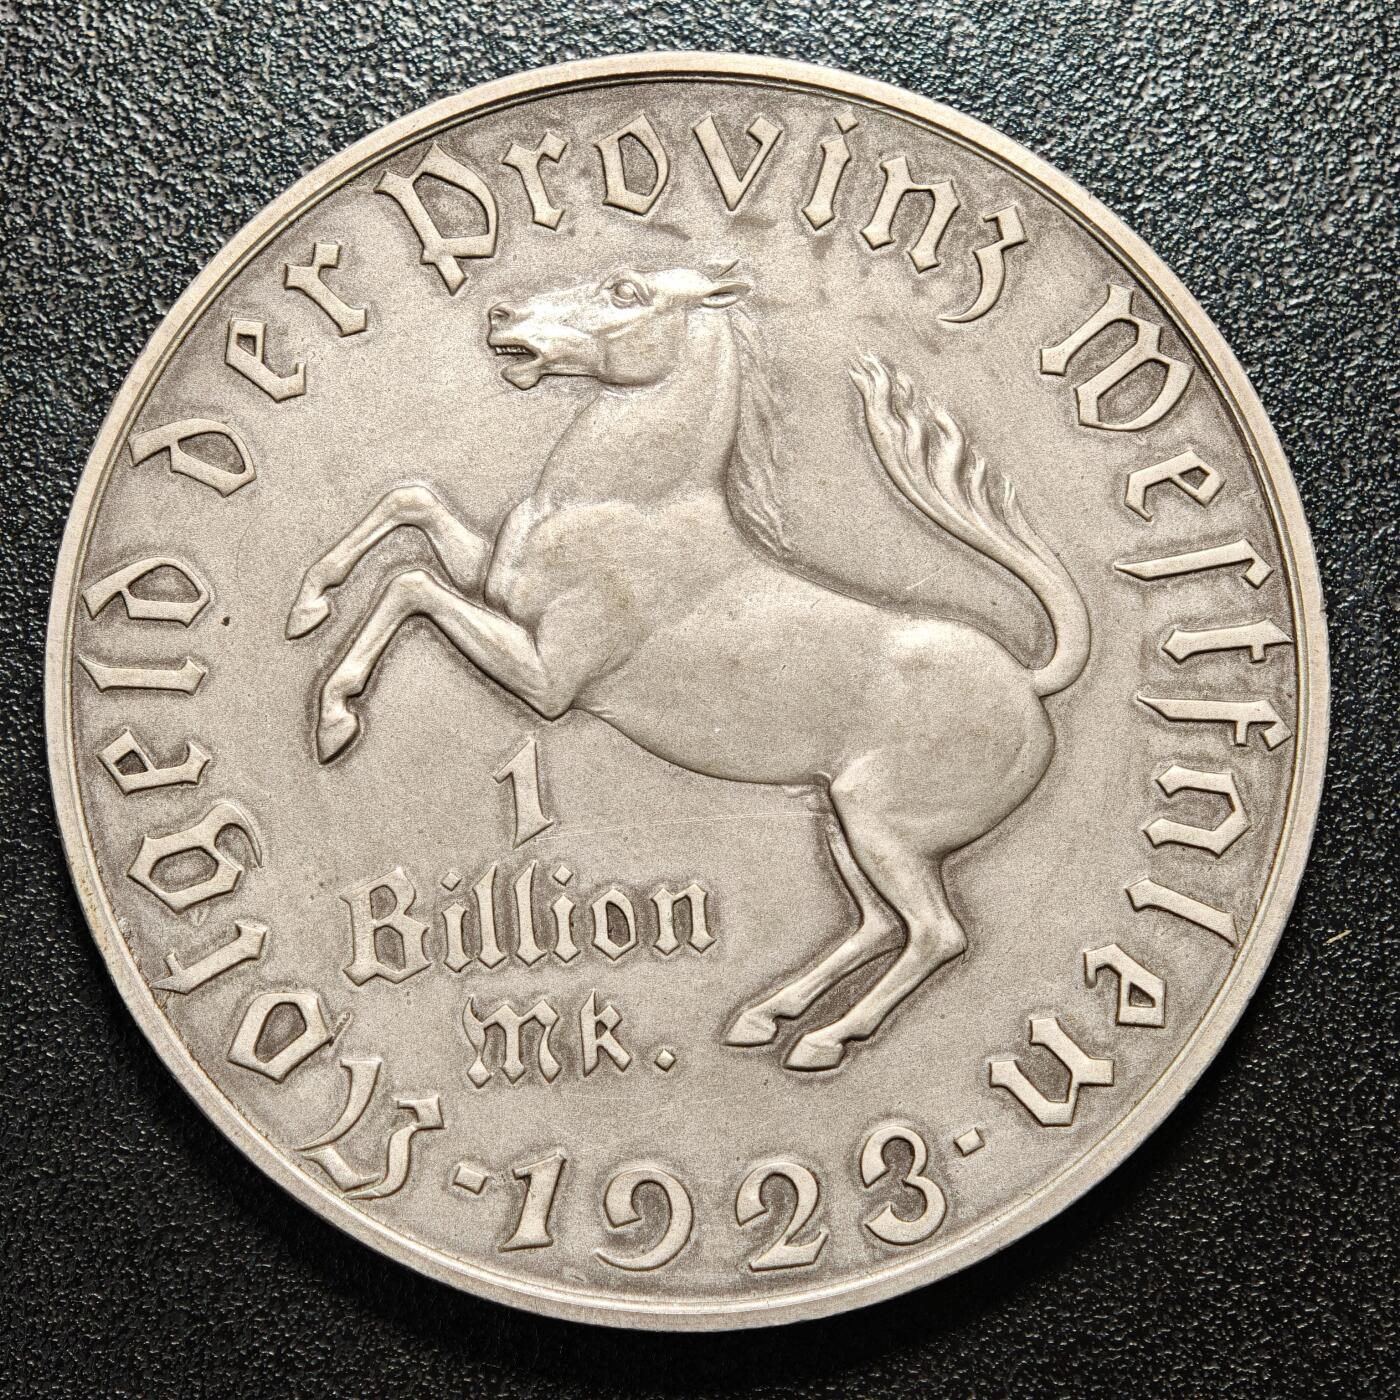 Notgeld der Provinz Westfalen
1
Billion
Mk.
· 1923 ·